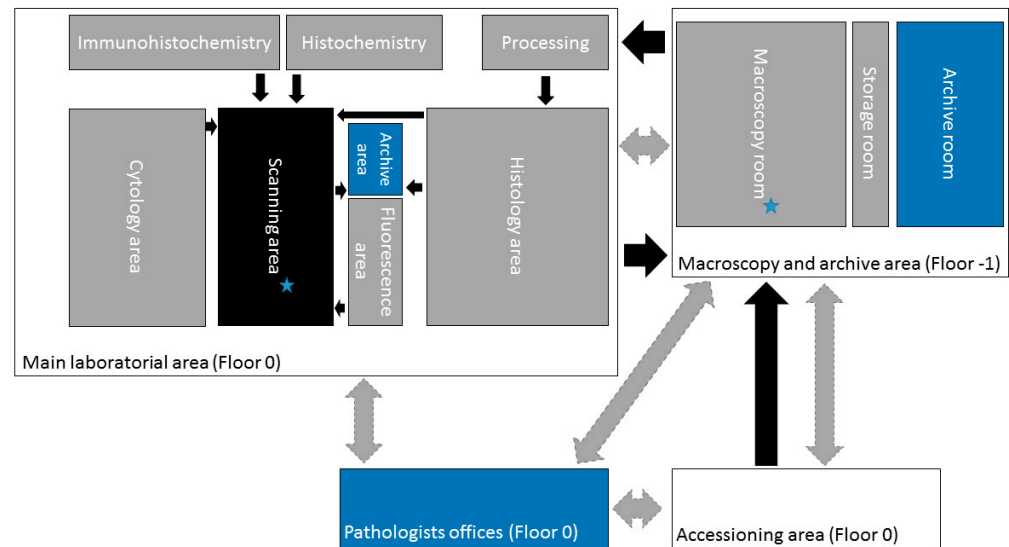 Immunohistochemistry
Histochemistry
Processing
Cytology area
Scanning area
Archive
area
Fluorescence
area
Histology area
Main laboratorial area (Floor 0)
Macroscopy room
Storage room
Archive room
Macroscopy and archive area (Floor -1)
Pathologists offices (Floor 0)
Accessioning area (Floor 0)